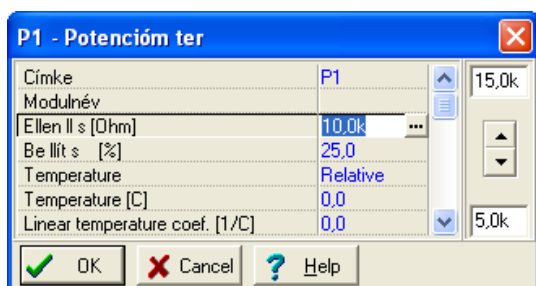 P1 - Potencióm ter
Címke P1 15,0k
Modulnév
Ellen ll s [Ohm] 10,0k ...
Be llít s [%] 25,0
Temperature Relative
Temperature [C] 0,0
Linear temperature coef. [1/C] 0,0 5,0k
OK Cancel ? Help